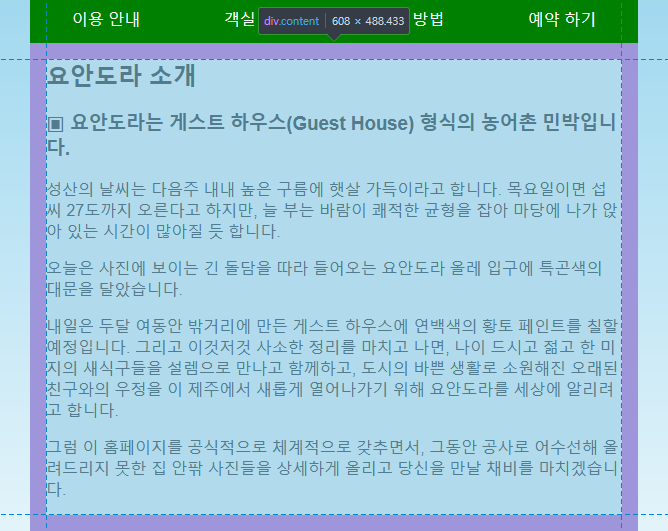 이용 안내 객실 방법 예약 하기
div.content 608 × 488.433
요안도라 소개
▣ 요안도라는 게스트 하우스(Guest House) 형식의 농어촌 민박입니
다.
성산의 날씨는 다음주 내내 높은 구름에 햇살 가득이라고 합니다. 목요일이면 섭
씨 27도까지 오른다고 하지만, 늘 부는 바람이 쾌적한 균형을 잡아 마당에 나가 앉
아 있는 시간이 많아질 듯 합니다.
오늘은 사진에 보이는 긴 돌담을 따라 들어오는 요안도라 올레 입구에 특곤색의
대문을 달았습니다.
내일은 두달 여동안 밖거리에 만든 게스트 하우스에 연백색의 황토 페인트를 칠할
예정입니다. 그리고 이것저것 사소한 정리를 마치고 나면, 나이 드시고 젊고 한 미
지의 새식구들을 설렘으로 만나고 함께하고, 도시의 바쁜 생활로 소원해진 오래된
친구와의 우정을 이 제주에서 새롭게 열어나가기 위해 요안도라를 세상에 알리려
고 합니다.
그럼 이 홈페이지를 공식적으로 체계적으로 갖추면서, 그동안 공사로 어수선해 올
려드리지 못한 집 안팎 사진들을 상세하게 올리고 당신을 만날 채비를 마치겠습니
다.